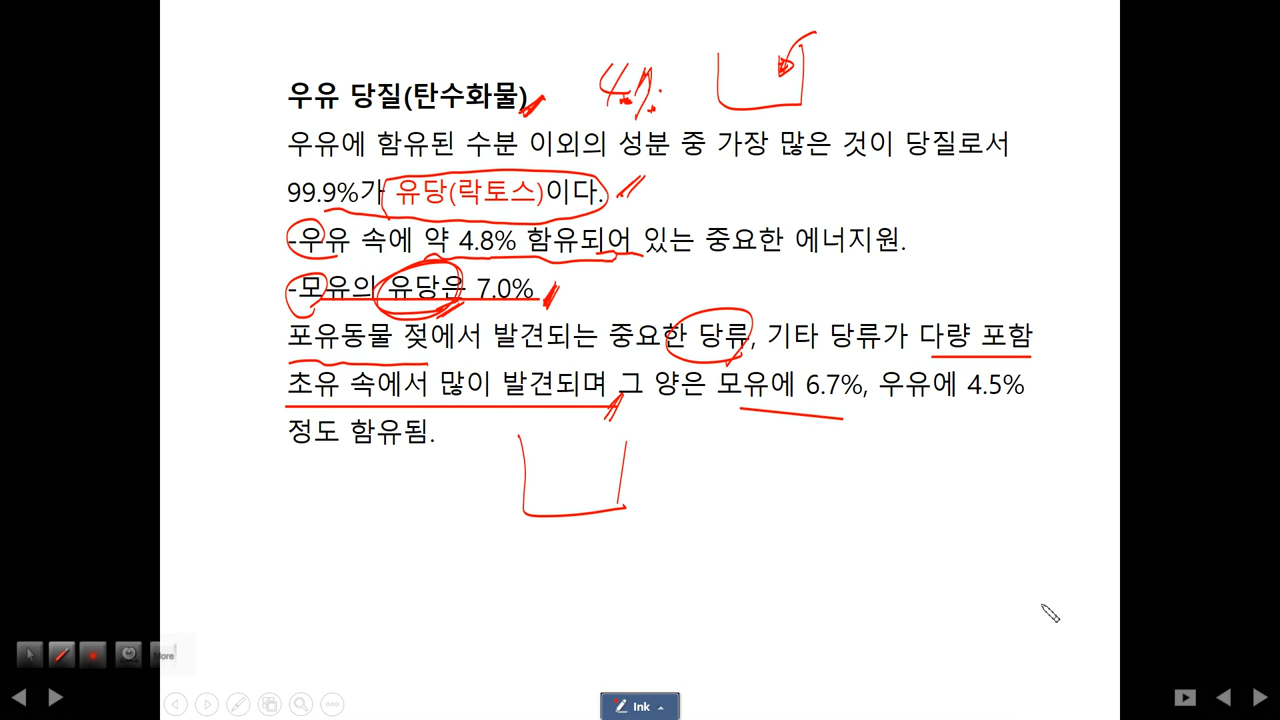 4%
우유 당질(탄수화물)
우유에 함유된 수분 이외의 성분 중 가장 많은 것이 당질로서
99.9%가 유당(락토스)이다.
-우유 속에 약 4.8% 함유되어 있는 중요한 에너지원.
-모유의 유당은 7.0%
포유동물 젖에서 발견되는 중요한 당류, 기타 당류가 다량 포함
초유 속에서 많이 발견되며 그 양은 모유에 6.7%, 우유에 4.5%
정도 함유됨.
More
Ink